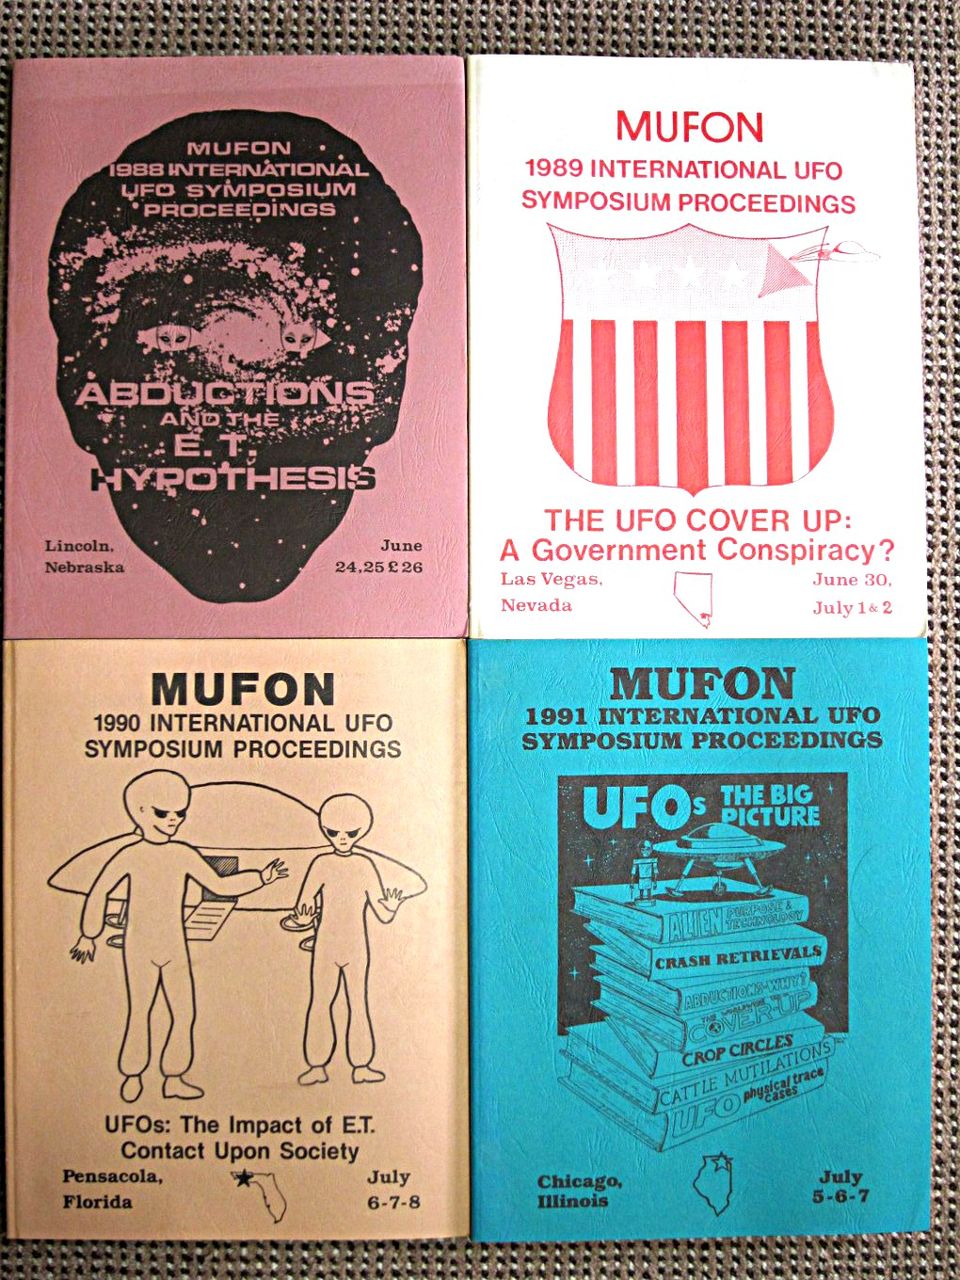 MUFON
1988 INTERNATIONAL
UFO SYMPOSIUM
PROCEEDINGS
ABDUCTIONS
AND THE
E.T.
HYPOTHESIS
Lincoln,
Nebraska
June
24,25 £ 26
MUFON
1989 INTERNATIONAL UFO
SYMPOSIUM PROCEEDINGS
THE UFO COVER UP:
A Government Conspiracy?
Las Vegas,
Nevada
June 30,
July 1 & 2
MUFON
1990 INTERNATIONAL UFO
SYMPOSIUM PROCEEDINGS
UFOs: The Impact of E.T.
Contact Upon Society
Pensacola,
Florida
July
6-7-8
MUFON
1991 INTERNATIONAL UFO
SYMPOSIUM PROCEEDINGS
UFOs THE BIG
PICTURE
ALIEN PURPOSE &
TECHNOLOGY
CRASH RETRIEVALS
ABDUCTIONS-WHY?
THE WORLDWIDE
COVER-UP
CROP CIRCLES
CATTLE MUTILATIONS
UFO physical trace
cases
Chicago,
Illinois
July
5-6-7